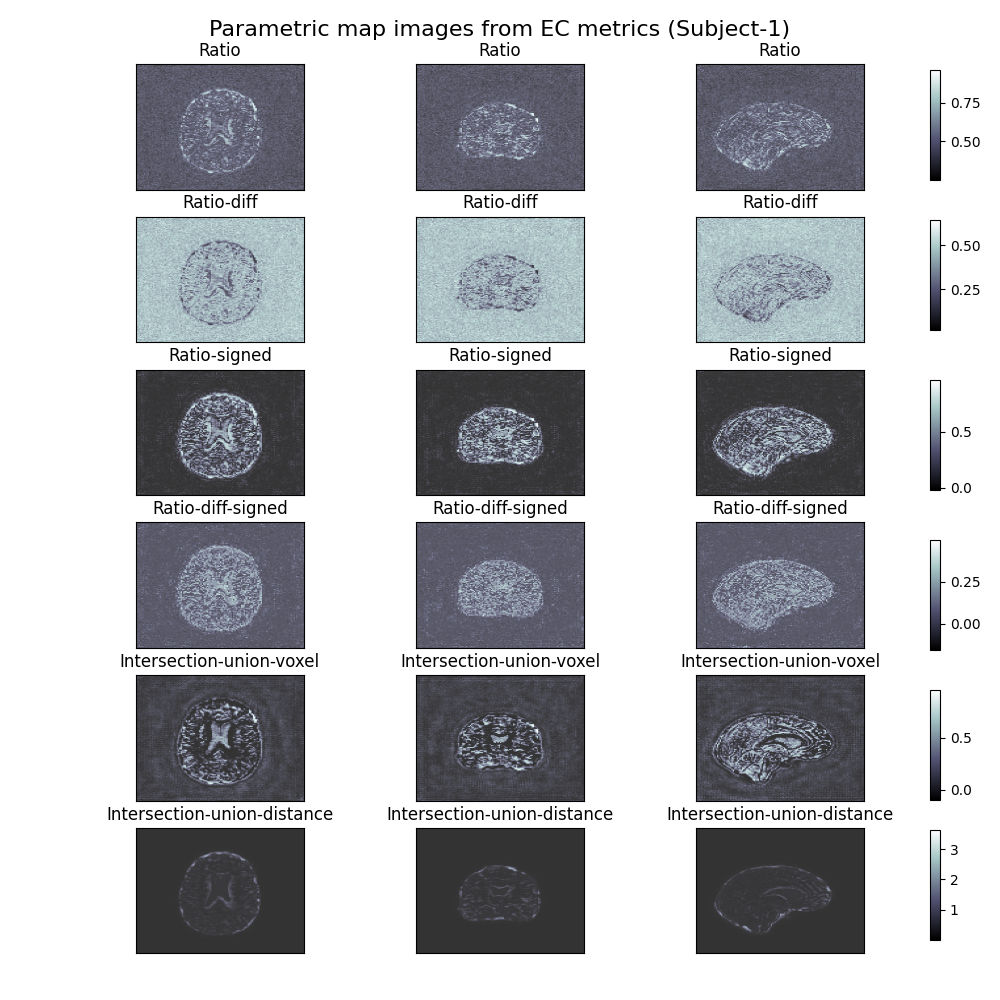 Parametric map images from EC metrics (Subject-1)
Ratio Ratio Ratio
0.75
0.50
Ratio-diff Ratio-diff Ratio-diff
0.50
0.25
Ratio-signed Ratio-signed Ratio-signed
0.5
0.0
Ratio-diff-signed Ratio-diff-signed Ratio-diff-signed
0.25
0.00
Intersection-union-voxel Intersection-union-voxel Intersection-union-voxel
0.5
0.0
Intersection-union-distance Intersection-union-distance Intersection-union-distance
3
2
1